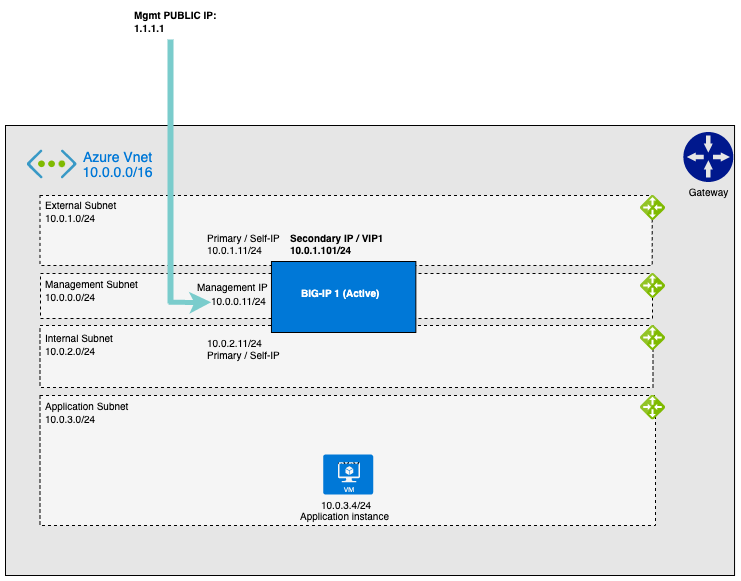 Mgmt PUBLIC IP:
1.1.1.1
Azure Vnet
10.0.0.0/16
Gateway
External Subnet
10.0.1.0/24
Primary / Self-IP
10.0.1.11/24
Secondary IP / VIP1
10.0.1.101/24
Management Subnet
10.0.0.0/24
Management IP
10.0.0.11/24
BIG-IP 1 (Active)
Internal Subnet
10.0.2.0/24
10.0.2.11/24
Primary / Self-IP
Application Subnet
10.0.3.0/24
VM
10.0.3.4/24
Application instance